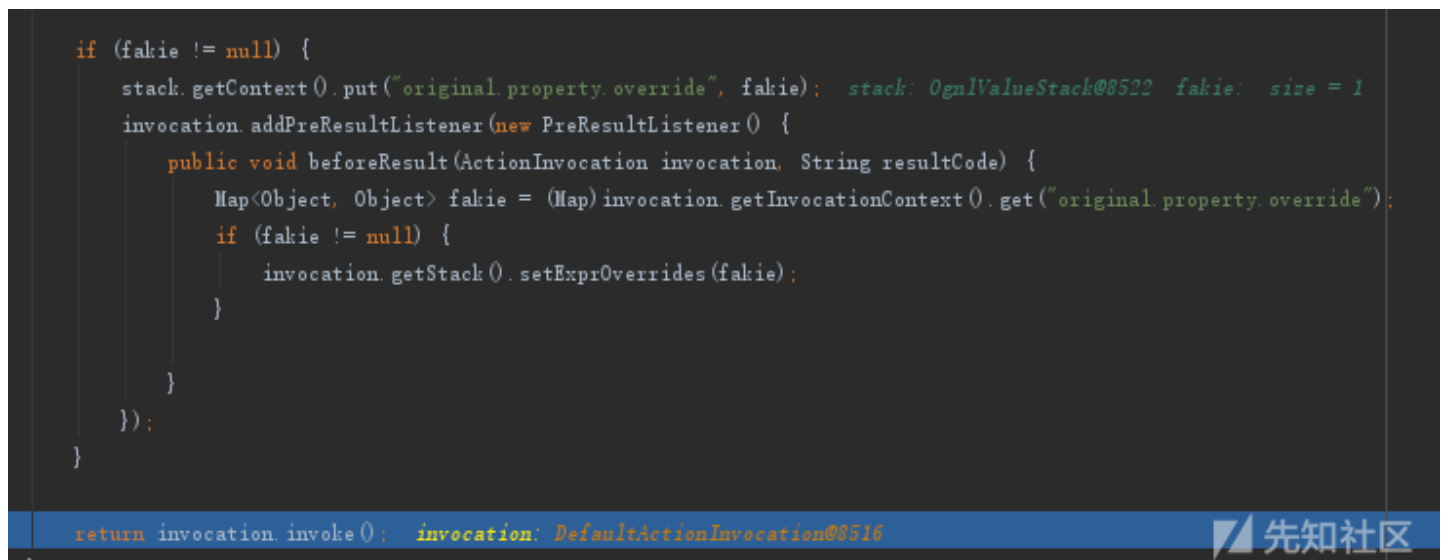 if (fakie != null) {
stack.getContext().put("original.property.override", fakie); stack: OgnlValueStack@8522 fakie: size = 1
invocation.addPreResultListener(new PreResultListener() {
public void beforeResult(ActionInvocation invocation, String resultCode) {
Map<Object, Object> fakie = (Map)invocation.getInvocationContext().get("original.property.override");
if (fakie != null) {
invocation.getStack().setExprOverrides(fakie);
}
}
});
}
return invocation.invoke(); invocation: DefaultActionInvocation@8516
先知社区